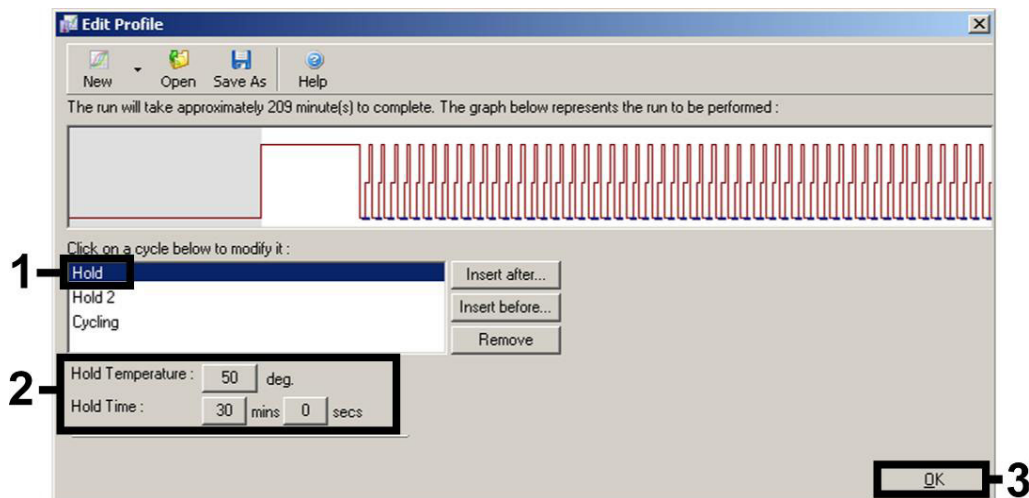 Edit Profile
New Open Save As Help
The run will take approximately 209 minute(s) to complete. The graph below represents the run to be performed :
Click on a cycle below to modify it :
1 Hold Insert after...
Hold 2 Insert before...
Cycling
Remove
2 Hold Temperature : 50 deg.
Hold Time : 30 mins 0 secs
OK 3